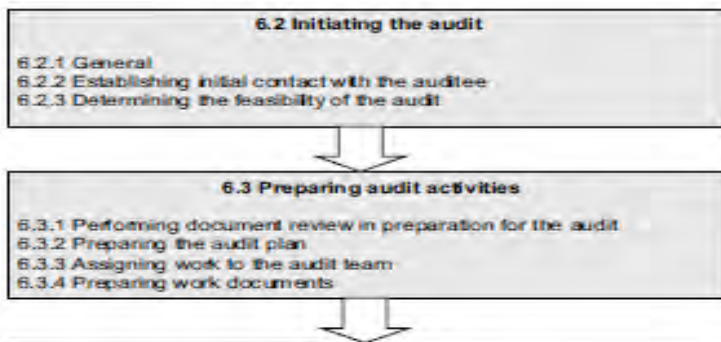 6.2 Initiating the audit
6.2.1 General
6.2.2 Establishing initial contact with the auditee
6.2.3 Determining the feasibility of the audit
6.3 Preparing audit activities
6.3.1 Performing document review in preparation for the audit
6.3.2 Preparing the audit plan
6.3.3 Assigning work to the audit team
6.3.4 Preparing work documents